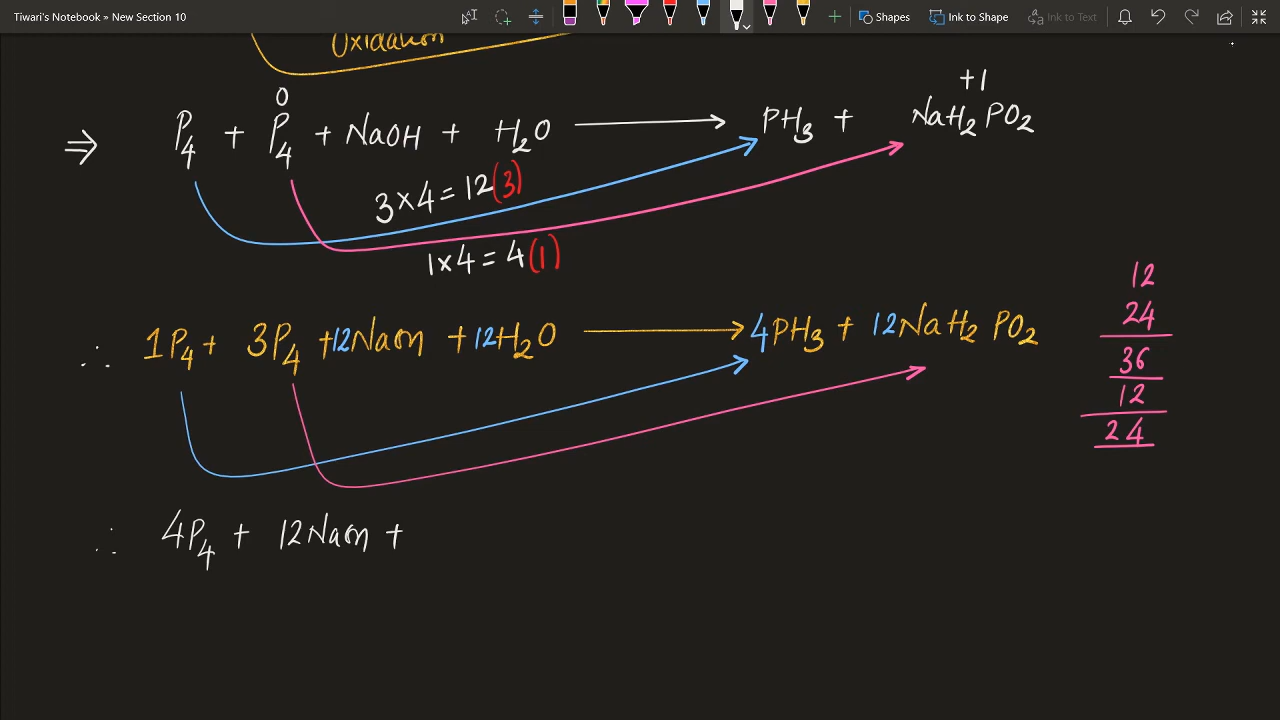 Tiwari's Notebook » New Section 10
Shapes
Ink to Shape
Ink to Text
Oxidation
+1
0
⇒ P4 + P4 + NaOH + H2O ⟶ PH3 + NaH2PO2
3×4=12(3)
1×4=4(1)
∴ 1P4 + 3P4 + 12NaOH + 12H2O ⟶ 4PH3 + 12NaH2PO2
12
24
36
12
24
∴ 4P4 + 12NaOH +